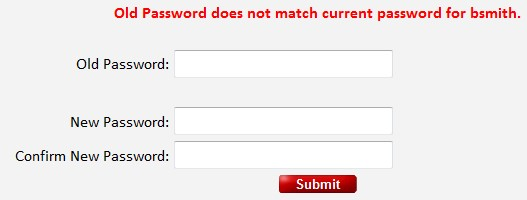 Old Password does not match current password for bsmith.
Old Password:
New Password:
Confirm New Password:
Submit